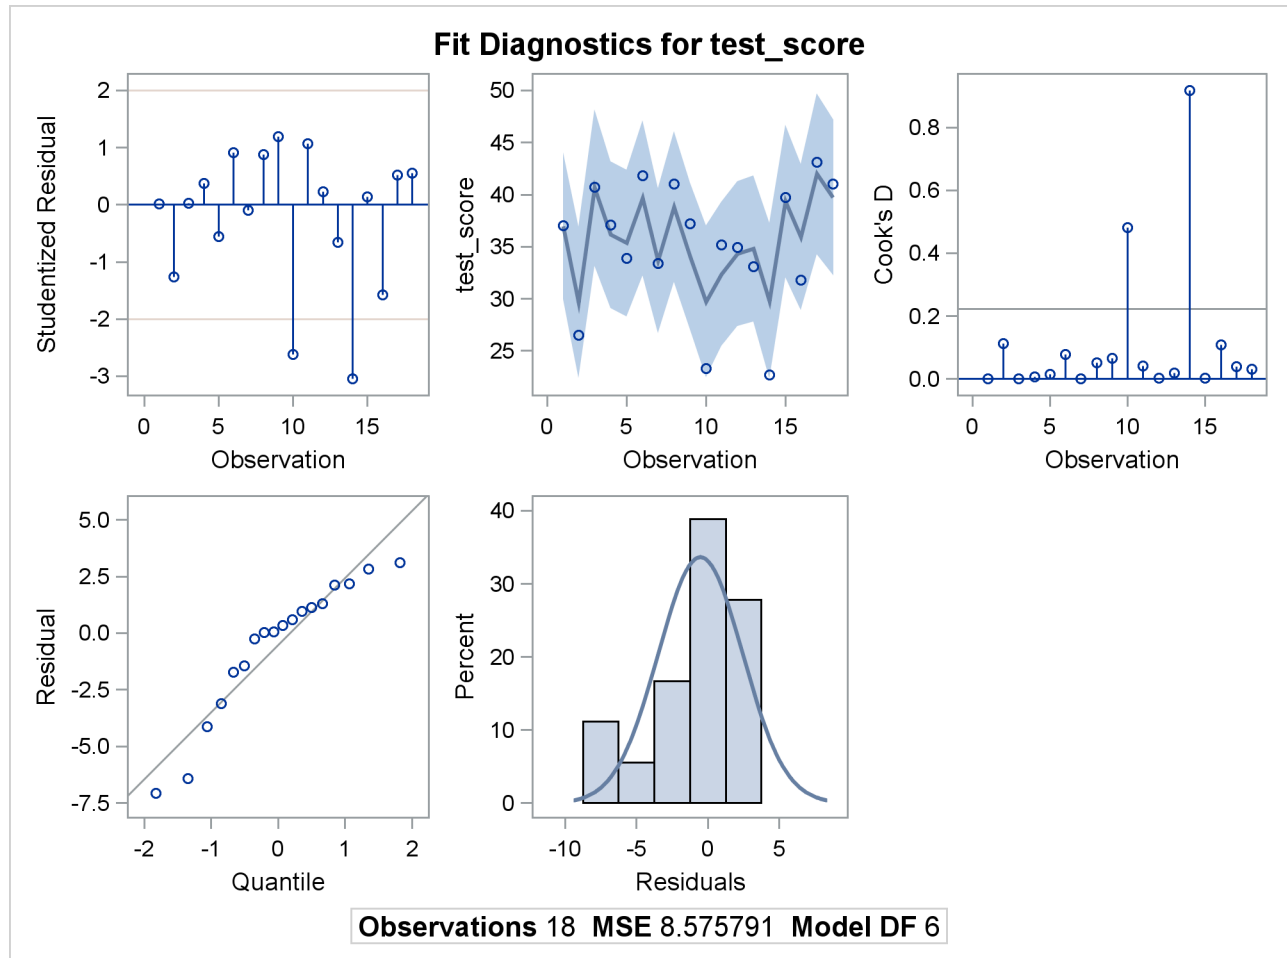 Fit Diagnostics for test_score
Studentized Residual
2
1
0
-1
-2
-3
0 5 10 15
Observation
test_score
50
45
40
35
30
25
0 5 10 15
Observation
Cook's D
0.8
0.6
0.4
0.2
0.0
0 5 10 15
Observation
Residual
5.0
2.5
0.0
-2.5
-5.0
-7.5
-2 -1 0 1 2
Quantile
Percent
40
30
20
10
0
-10 -5 0 5
Residuals
Observations 18 MSE 8.575791 Model DF 6